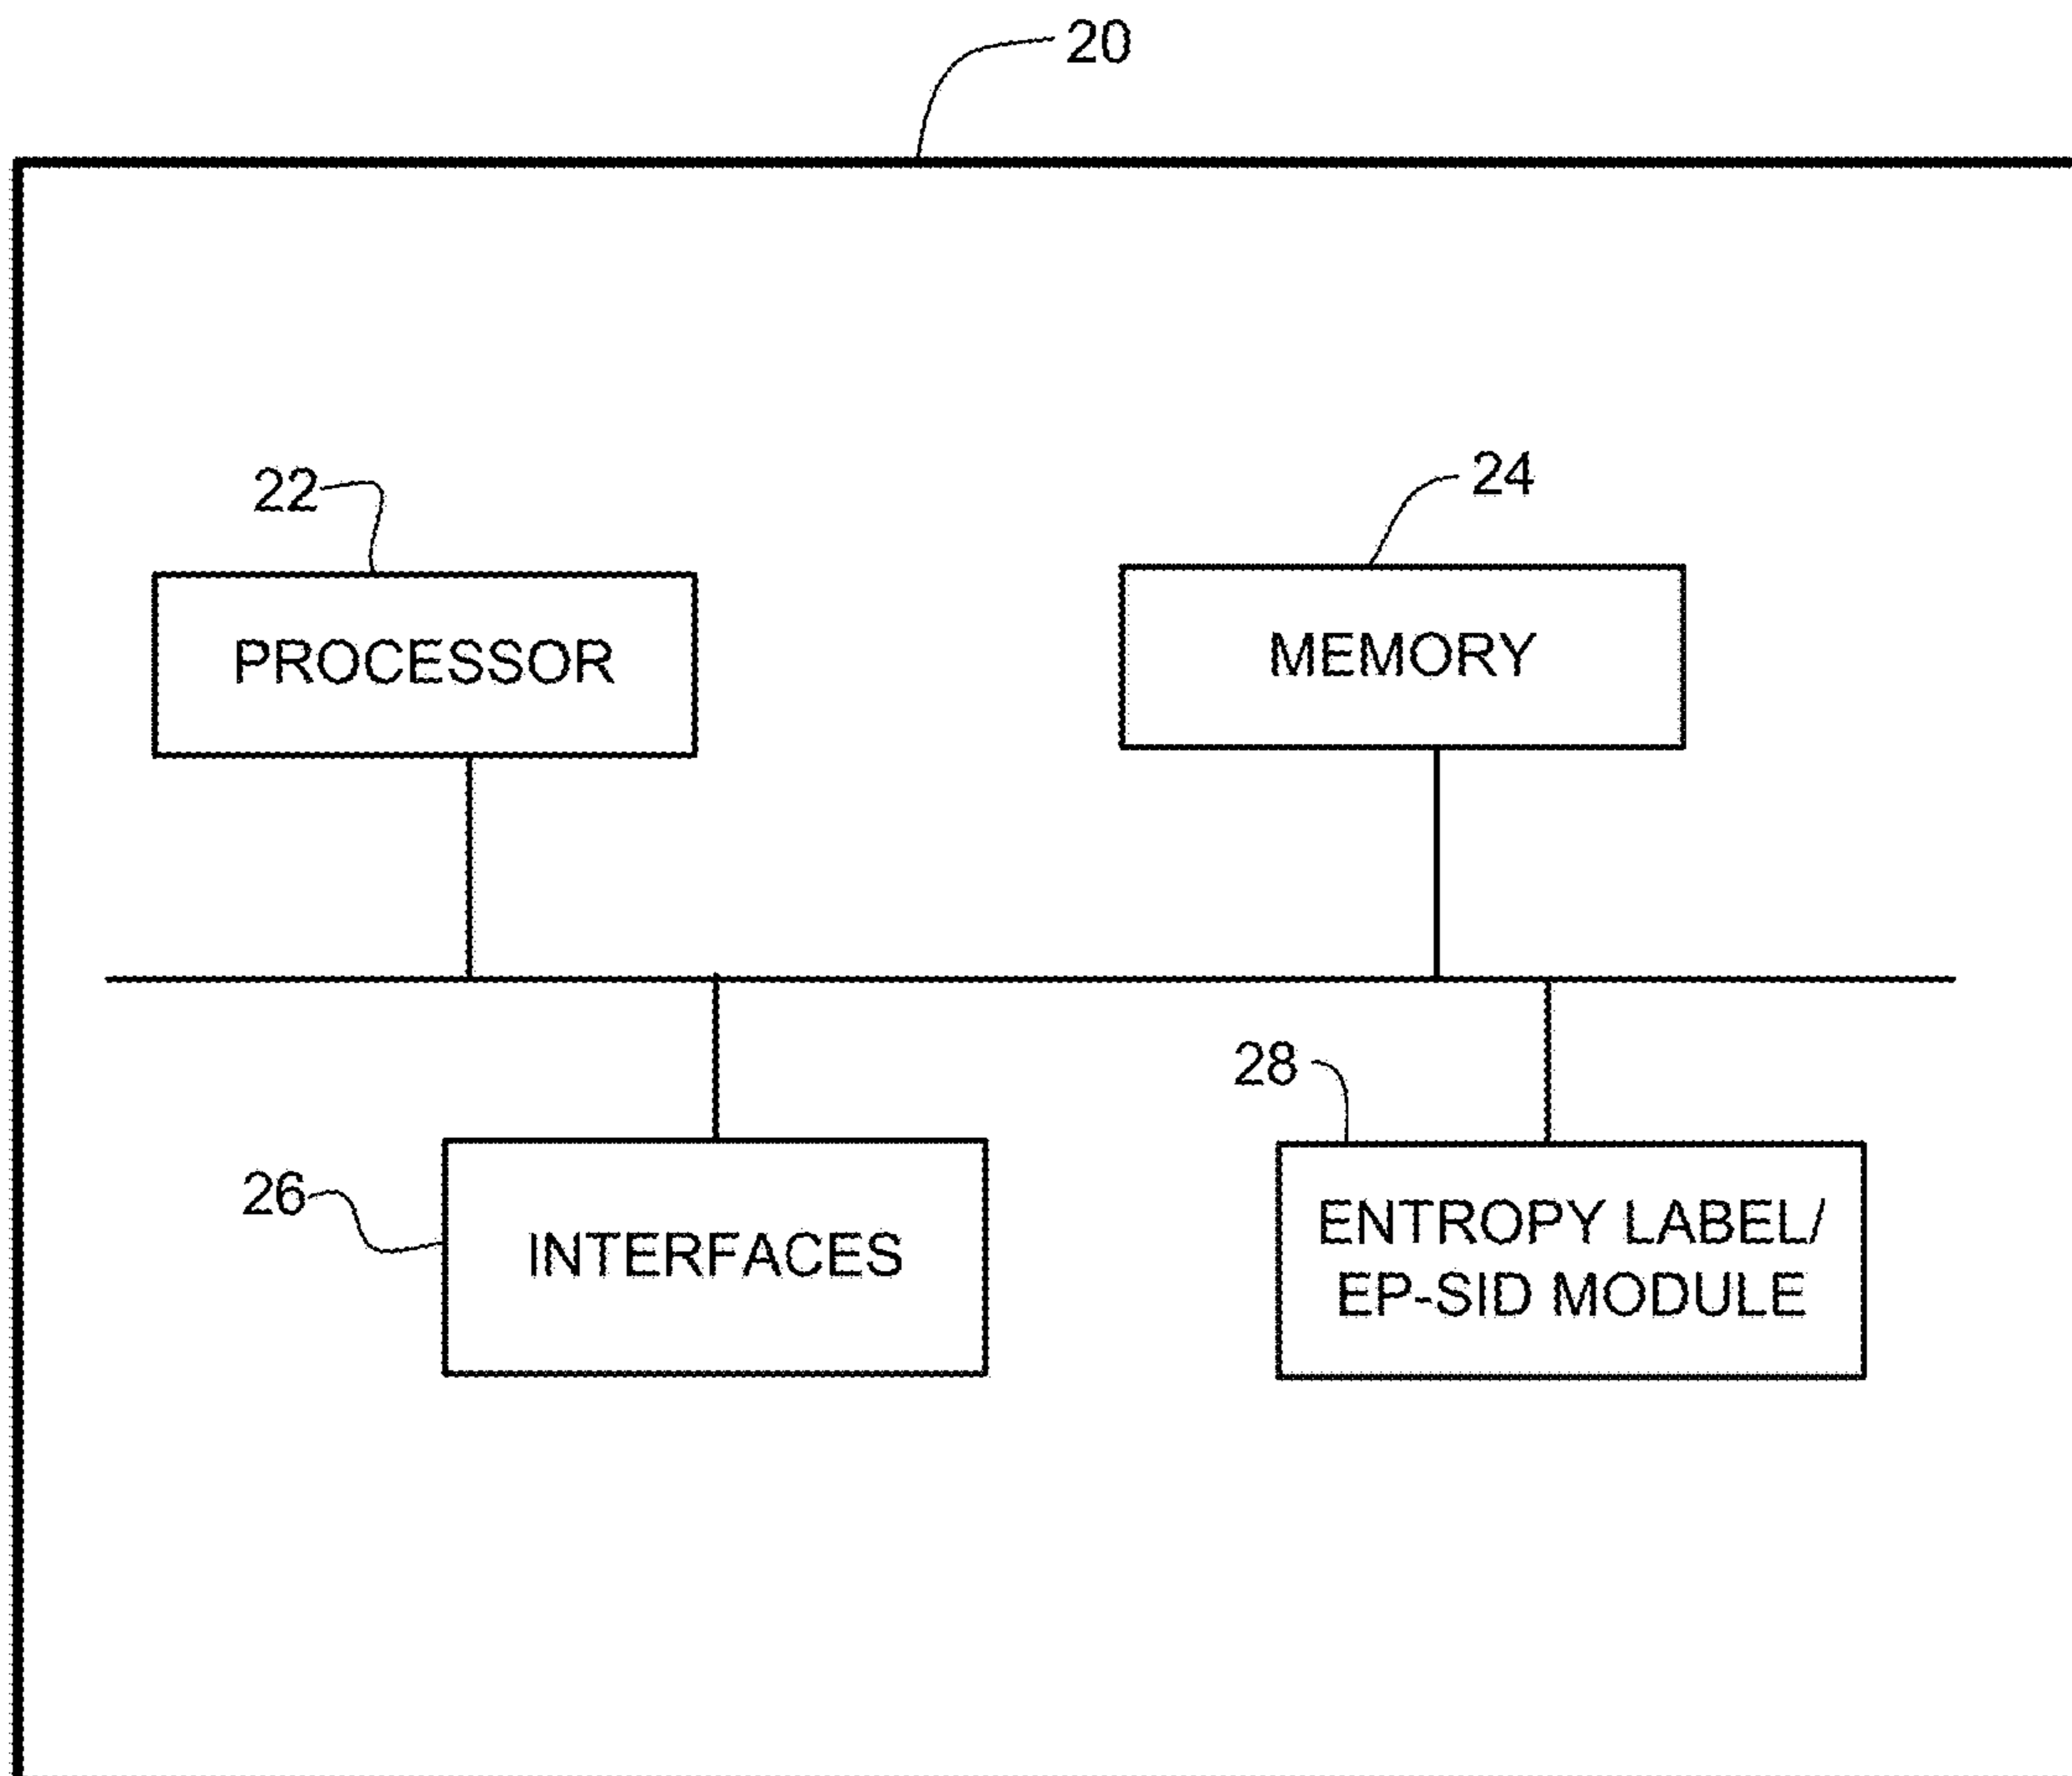 20
22
24
PROCESSOR
MEMORY
28
26
INTERFACES
ENTROPY LABEL/
EP-SID MODULE